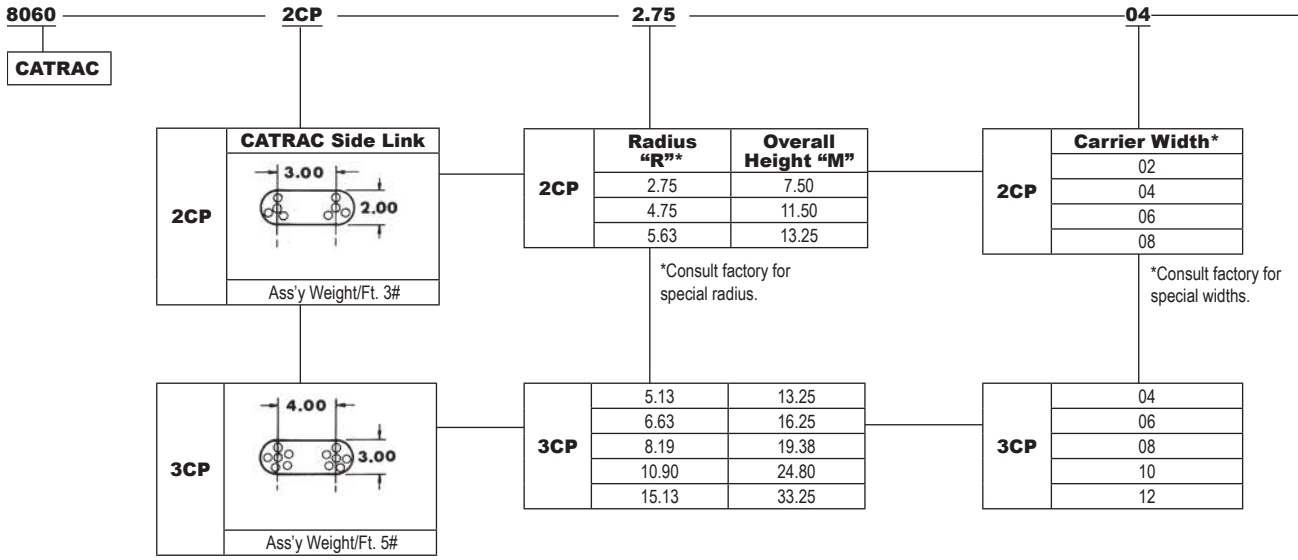 8060 2CP 2.75 04
CATRAC
2CP
CATRAC Side Link
3.00
2.00
Ass'y Weight/Ft. 3#
2CP
Radius "R"* Overall Height "M"
2.75 7.50
4.75 11.50
5.63 13.25
*Consult factory for
special radius.
2CP
Carrier Width*
02
04
06
08
*Consult factory for
special widths.
3CP
4.00
3.00
Ass'y Weight/Ft. 5#
3CP
5.13 13.25
6.63 16.25
8.19 19.38
10.90 24.80
15.13 33.25
3CP
04
06
08
10
12